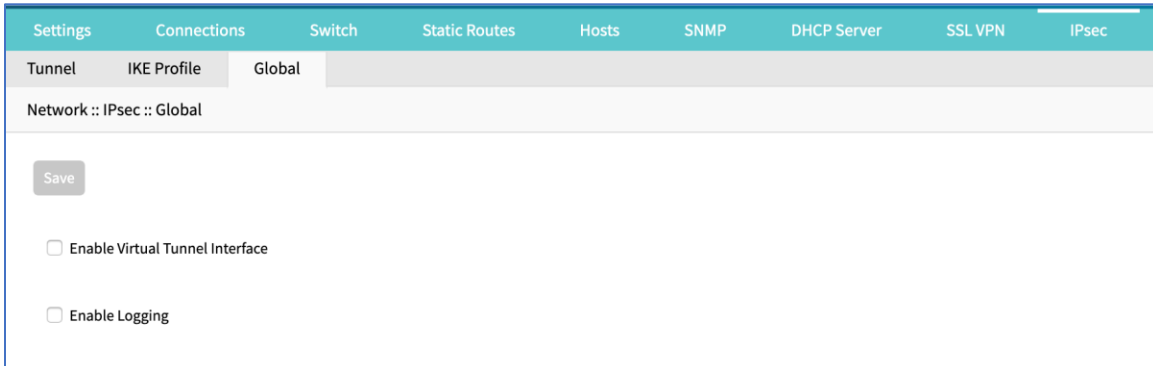 Settings Connections Switch Static Routes Hosts SNMP DHCP Server SSL VPN IPsec
Tunnel IKE Profile Global
Network :: IPsec :: Global
Save
Enable Virtual Tunnel Interface
Enable Logging